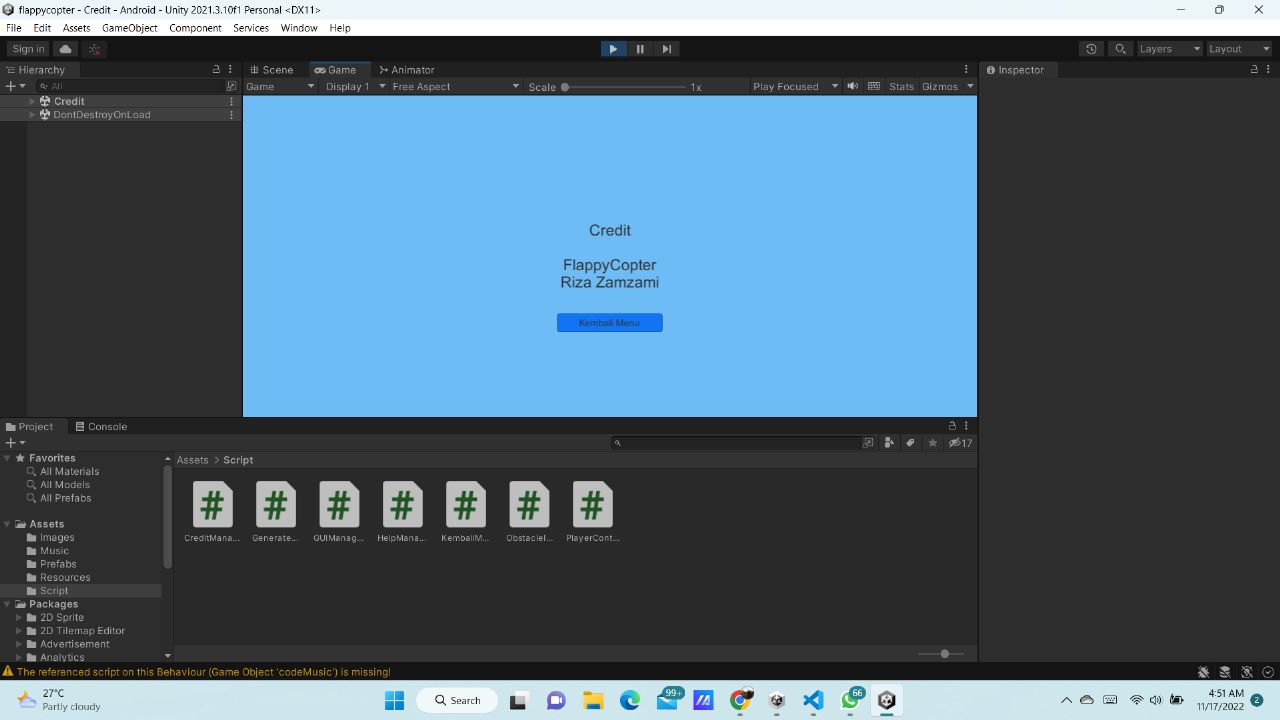 flappycopter - Credit - Android - Unity 2021.3.10f1 Personal <DX11>
File Edit Assets GameObject Component Services Window Help
Sign in
Layers
Layout
Hierarchy
All
Credit
DontDestroyOnLoad
Scene Game Animator
Game Display 1 Free Aspect Scale 1x Play Focused Stats Gizmos
Credit
FlappyCopter
Riza Zamzami
Kembali Menu
Inspector
Project Console
17
Favorites
All Materials
All Models
All Prefabs
Assets
Images
Music
Prefabs
Resources
Script
Packages
2D Sprite
2D Tilemap Editor
Advertisement
Analytics
Assets > Script
CreditMana... Generate... GUIManag... HelpMana... KembaliM... ObstacleI... PlayerCont...
The referenced script on this Behaviour (Game Object 'codeMusic') is missing!
27°C
Partly cloudy
Search
99+
66
4:51 AM
11/17/2022
2